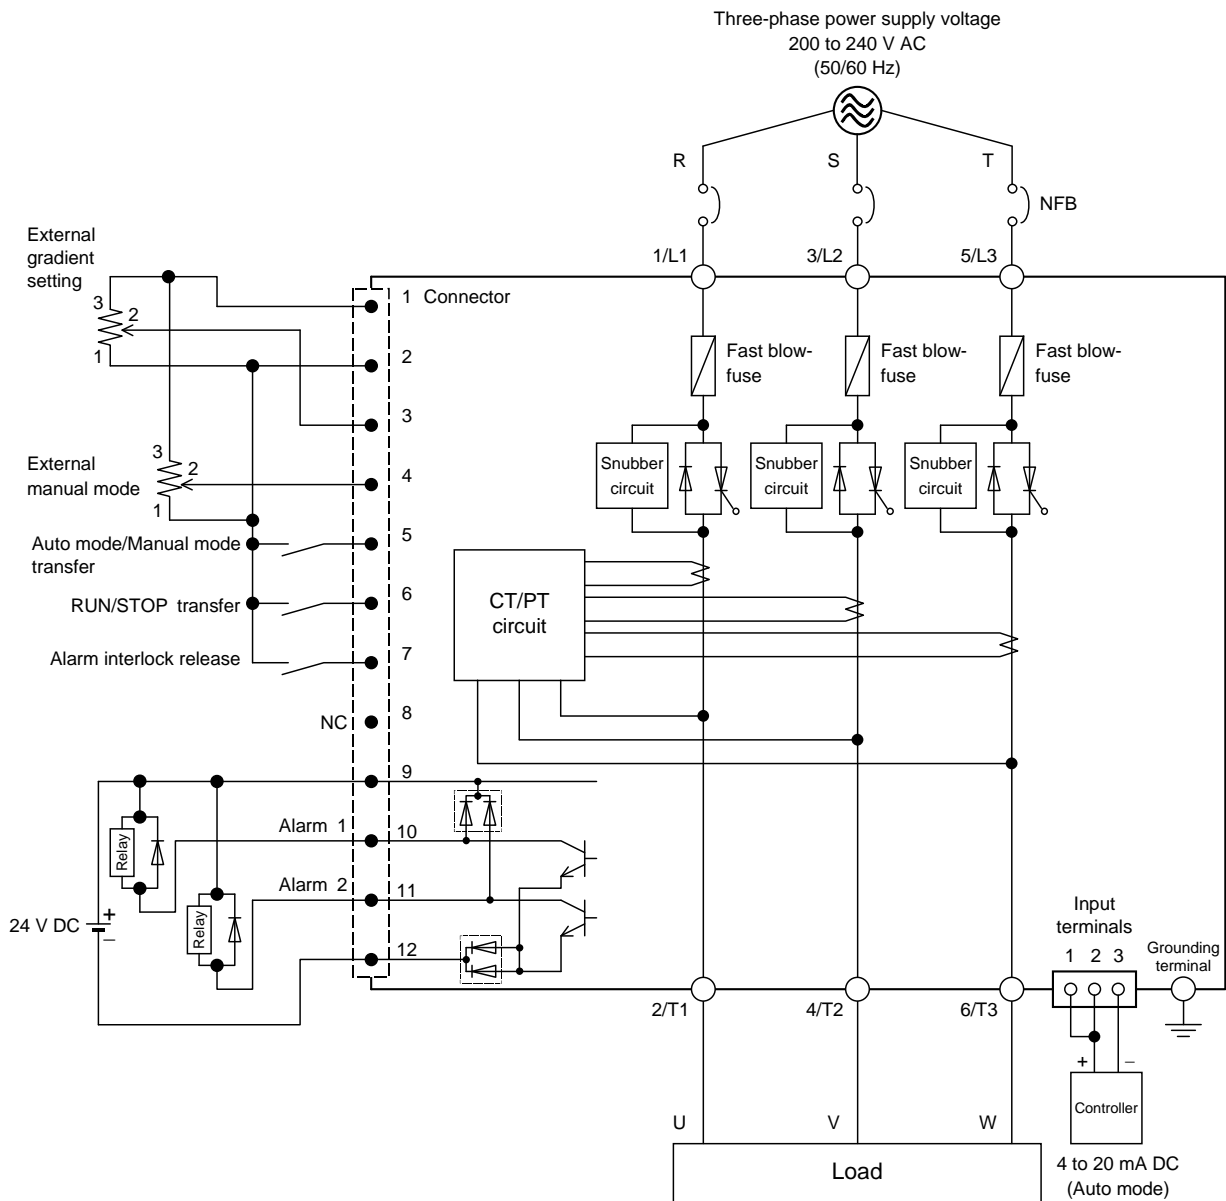 Three-phase power supply voltage
200 to 240 V AC
(50/60 Hz)
R
S
T
NFB
1/L1
3/L2
5/L3
External
gradient
setting
3
2
1
1 Connector
2
3
4
5
6
7
8
9
10
11
12
Fast blow-
fuse
Fast blow-
fuse
Fast blow-
fuse
External
manual mode
3
2
1
Snubber
circuit
Snubber
circuit
Snubber
circuit
Auto mode/Manual mode
transfer
RUN/STOP transfer
Alarm interlock release
CT/PT
circuit
NC
Alarm 1
Relay
Alarm 2
Relay
24 V DC
+
–
Input
terminals
1 2 3
Grounding
terminal
2/T1
4/T2
6/T3
+
–
Controller
4 to 20 mA DC
(Auto mode)
U
V
W
Load